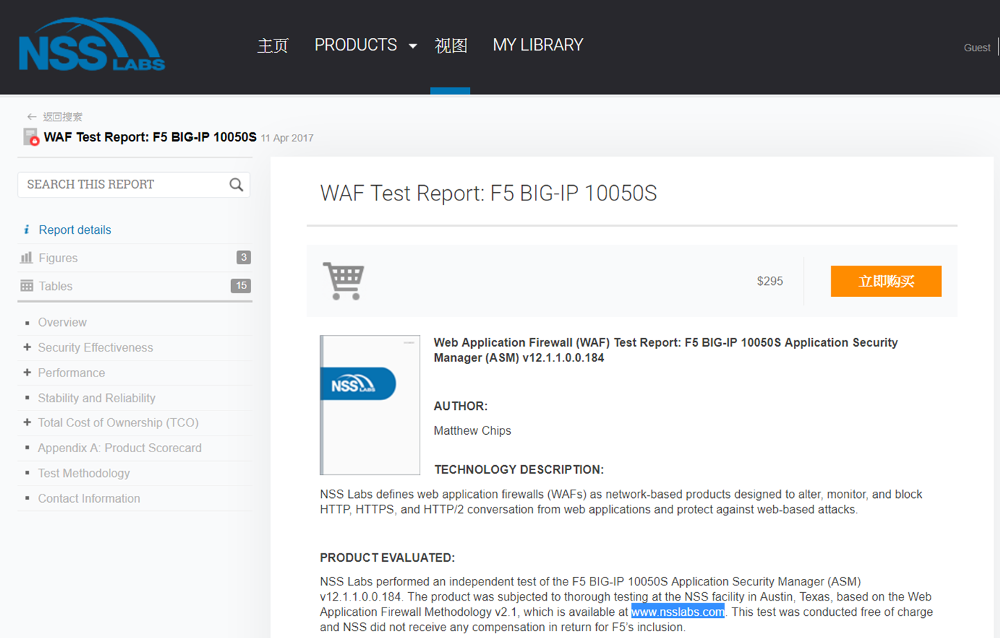 NSS LABS
主页 PRODUCTS 视图 MY LIBRARY
Guest
返回搜索
WAF Test Report: F5 BIG-IP 10050S 11 Apr 2017
SEARCH THIS REPORT
Report details
Figures 3
Tables 15
Overview
Security Effectiveness
Performance
Stability and Reliability
Total Cost of Ownership (TCO)
Appendix A: Product Scorecard
Test Methodology
Contact Information
WAF Test Report: F5 BIG-IP 10050S
$295
立即购买
NSS LABS
Web Application Firewall (WAF) Test Report: F5 BIG-IP 10050S Application Security
Manager (ASM) v12.1.1.0.0.184
AUTHOR:
Matthew Chips
TECHNOLOGY DESCRIPTION:
NSS Labs defines web application firewalls (WAFs) as network-based products designed to alter, monitor, and block
HTTP, HTTPS, and HTTP/2 conversation from web applications and protect against web-based attacks.
PRODUCT EVALUATED:
NSS Labs performed an independent test of the F5 BIG-IP 10050S Application Security Manager (ASM)
v12.1.1.0.0.184. The product was subjected to thorough testing at the NSS facility in Austin, Texas, based on the Web
Application Firewall Methodology v2.1, which is available at www.nsslabs.com. This test was conducted free of charge
and NSS did not receive any compensation in return for F5's inclusion.